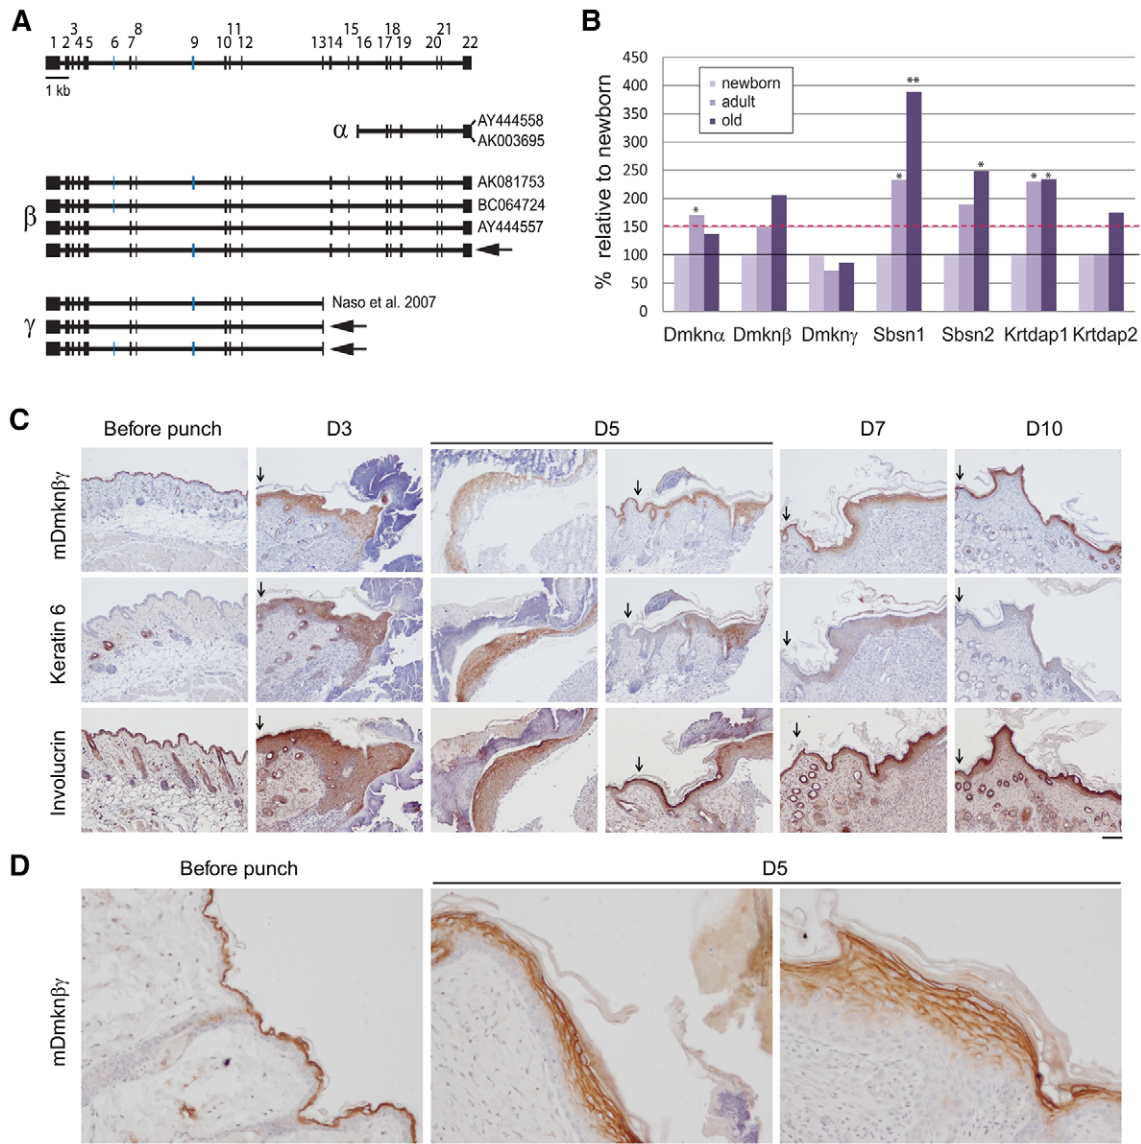 A
3 8 11 15 18 21
1 2 4 5 6 7 9 10 12 13 14 16 17 19 20 22
1 kb
α
AY444558
AK003695
β
AK081753
BC064724
AY444557
γ
Naso et al. 2007
B
% relative to newborn
450
400
350
300
250
200
150
100
50
0
newborn
adult
old
*
**
*
*
* *
Dmknα Dmknβ Dmknγ Sbsn1 Sbsn2 Krtdap1 Krtdap2
C
Before punch D3 D5 D7 D10
mDmknβγ
Keratin 6
Involucrin
D
Before punch D5
mDmknβγ